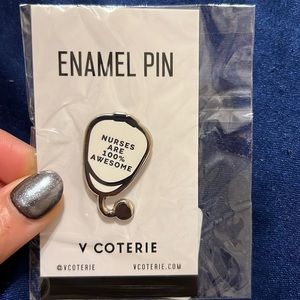 ENAMEL PIN
NURSES
ARE
100%
AWESOME
V COTERIE
@VCOTERIE VCOTERIE.COM